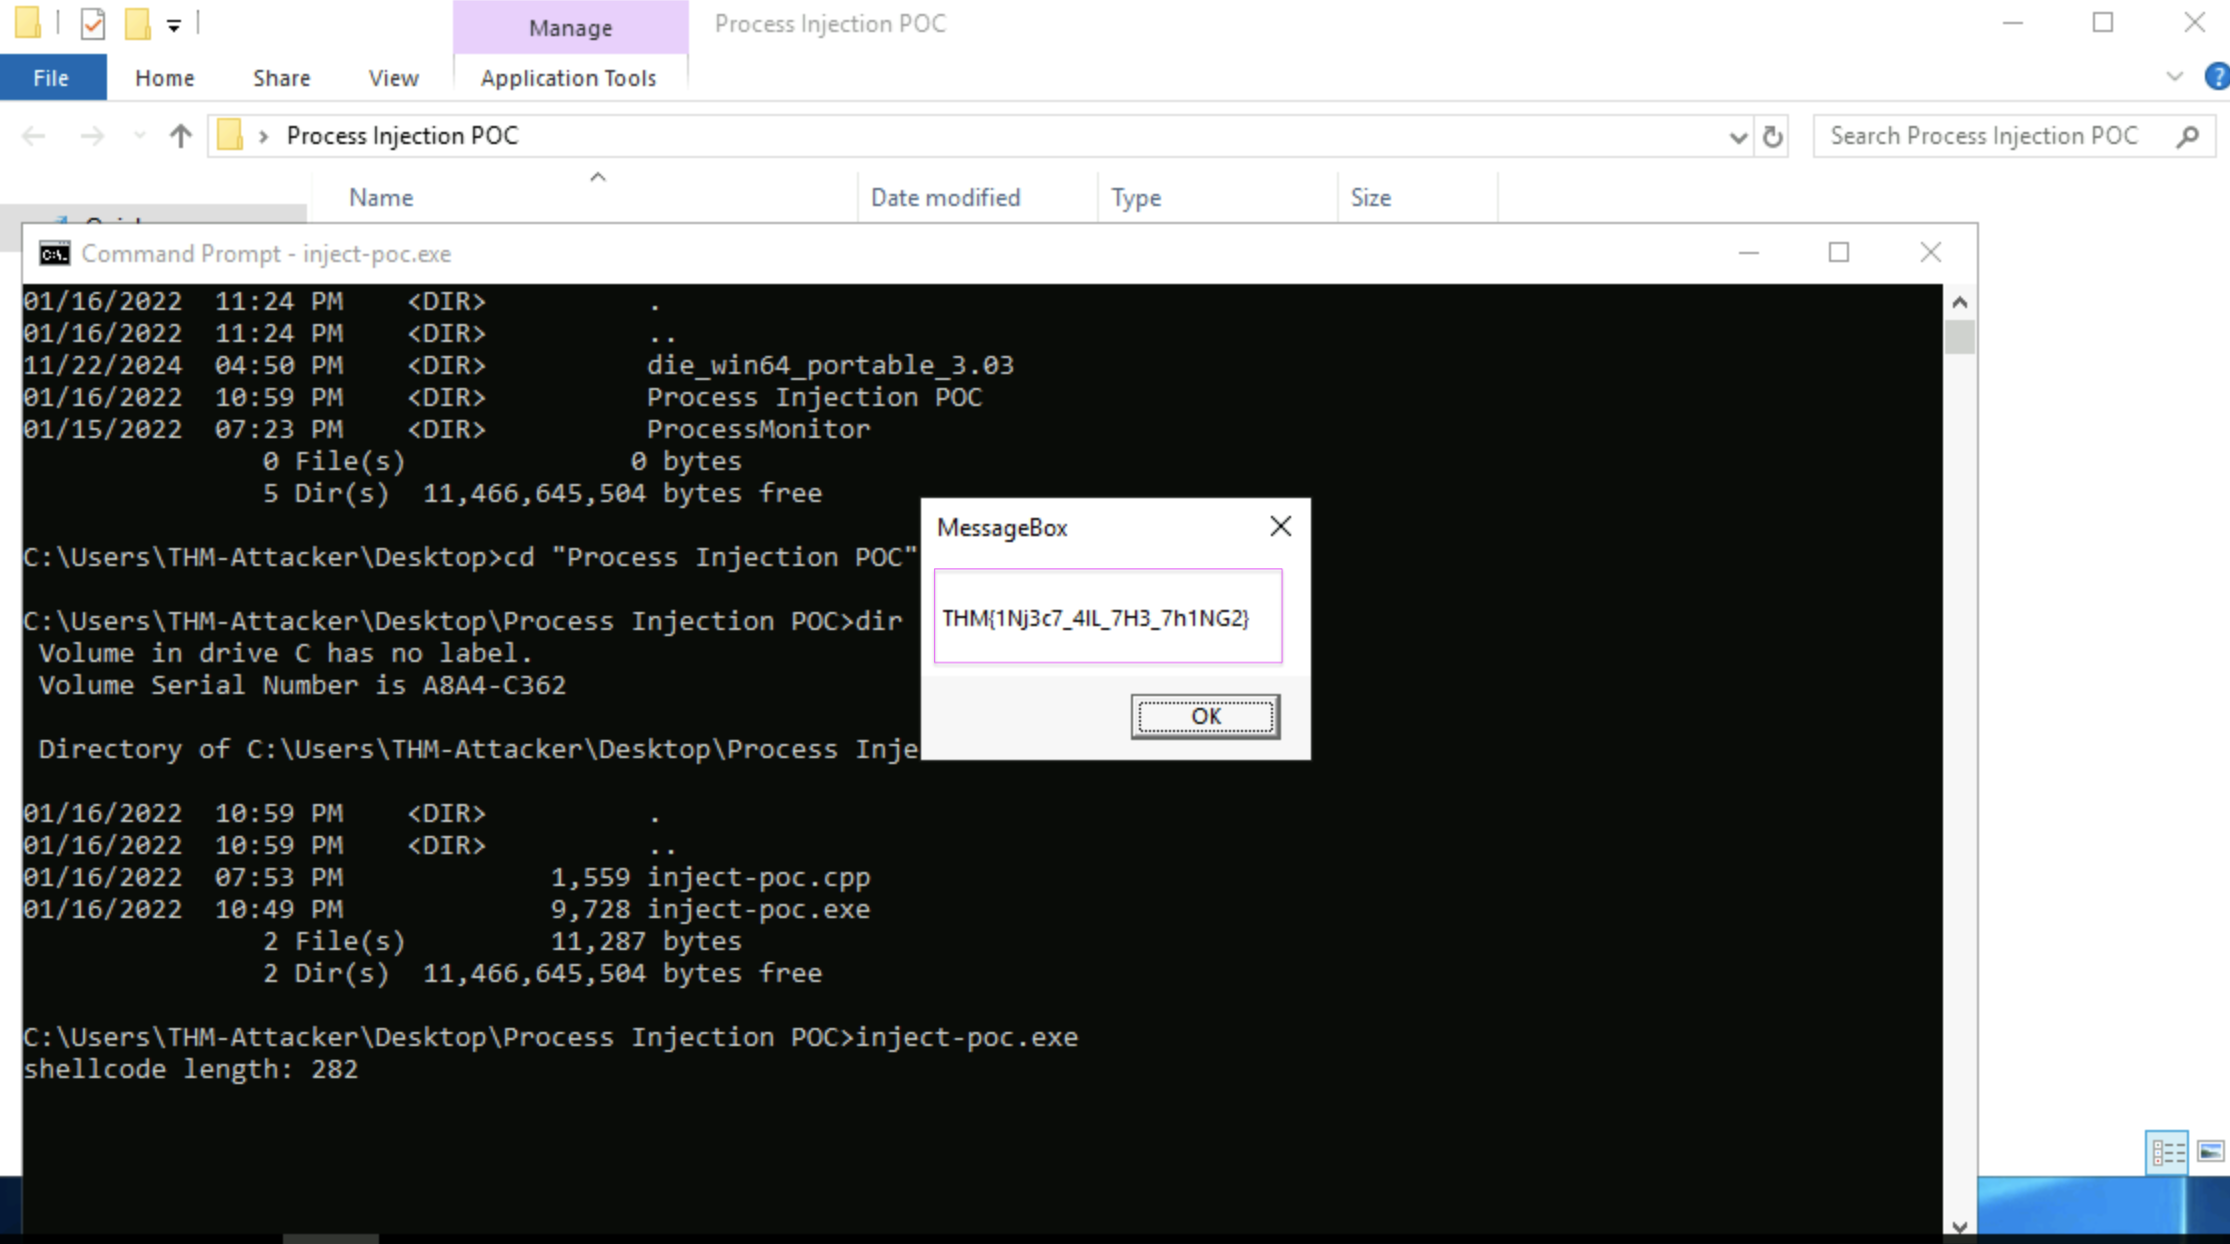 Manage
Process Injection POC
File
Home
Share
View
Application Tools
?
Process Injection POC
Search Process Injection POC
Name
Date modified
Type
Size
Command Prompt - inject-poc.exe
01/16/2022  11:24 PM    <DIR>          .
01/16/2022  11:24 PM    <DIR>          ..
11/22/2024  04:50 PM    <DIR>          die_win64_portable_3.03
01/16/2022  10:59 PM    <DIR>          Process Injection POC
01/15/2022  07:23 PM    <DIR>          ProcessMonitor
               0 File(s)              0 bytes
               5 Dir(s)  11,466,645,504 bytes free
C:\Users\THM-Attacker\Desktop>cd "Process Injection POC"
C:\Users\THM-Attacker\Desktop\Process Injection POC>dir
 Volume in drive C has no label.
 Volume Serial Number is A8A4-C362
 Directory of C:\Users\THM-Attacker\Desktop\Process Inje
01/16/2022  10:59 PM    <DIR>          .
01/16/2022  10:59 PM    <DIR>          ..
01/16/2022  07:53 PM             1,559 inject-poc.cpp
01/16/2022  10:49 PM             9,728 inject-poc.exe
               2 File(s)         11,287 bytes
               2 Dir(s)  11,466,645,504 bytes free
C:\Users\THM-Attacker\Desktop\Process Injection POC>inject-poc.exe
shellcode length: 282
MessageBox
THM{1Nj3c7_4lL_7H3_7h1NG2}
OK